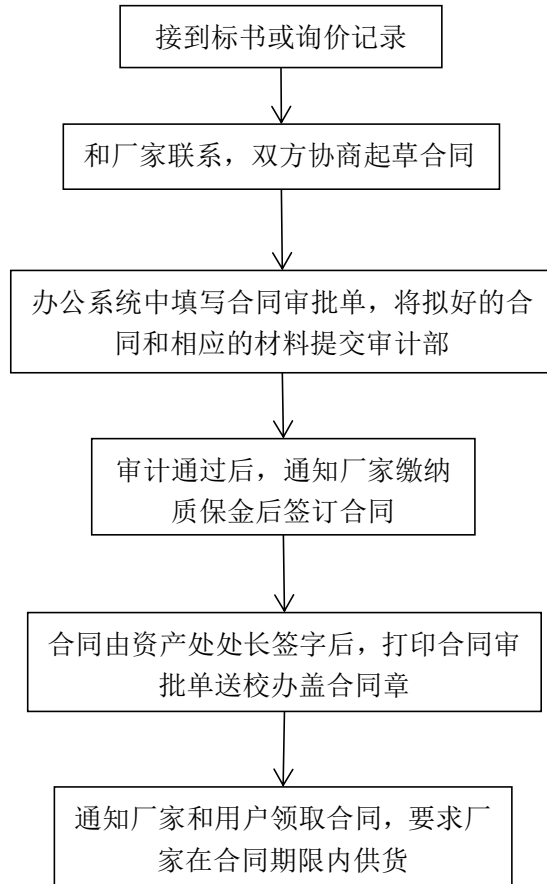 接到标书或询价记录
和厂家联系，双方协商起草合同
办公系统中填写合同审批单，将拟好的合
同和相应的材料提交审计部
审计通过后，通知厂家缴纳
质保金后签订合同
合同由资产处处长签字后，打印合同审
批单送校办盖合同章
通知厂家和用户领取合同，要求厂
家在合同期限内供货